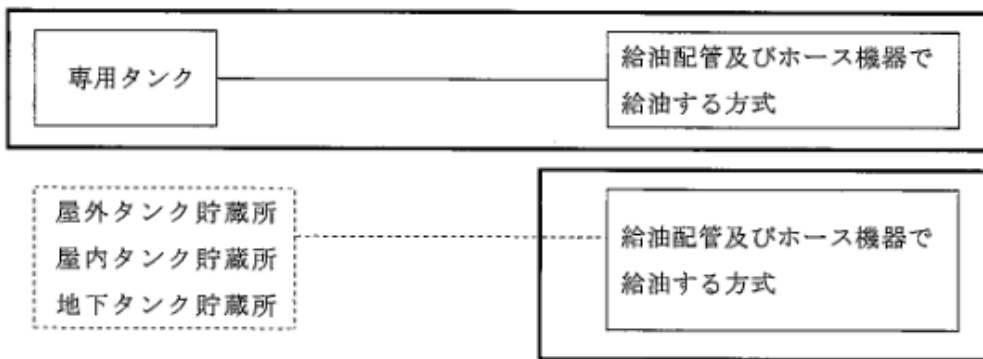 専用タンク
給油配管及びホース機器で
給油する方式
屋外タンク貯蔵所
屋内タンク貯蔵所
地下タンク貯蔵所
給油配管及びホース機器で
給油する方式